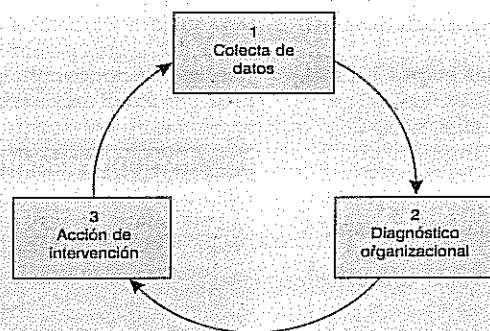 1
Colecta de
datos
3
Acción de
intervención
2
Diagnóstico
organizacional